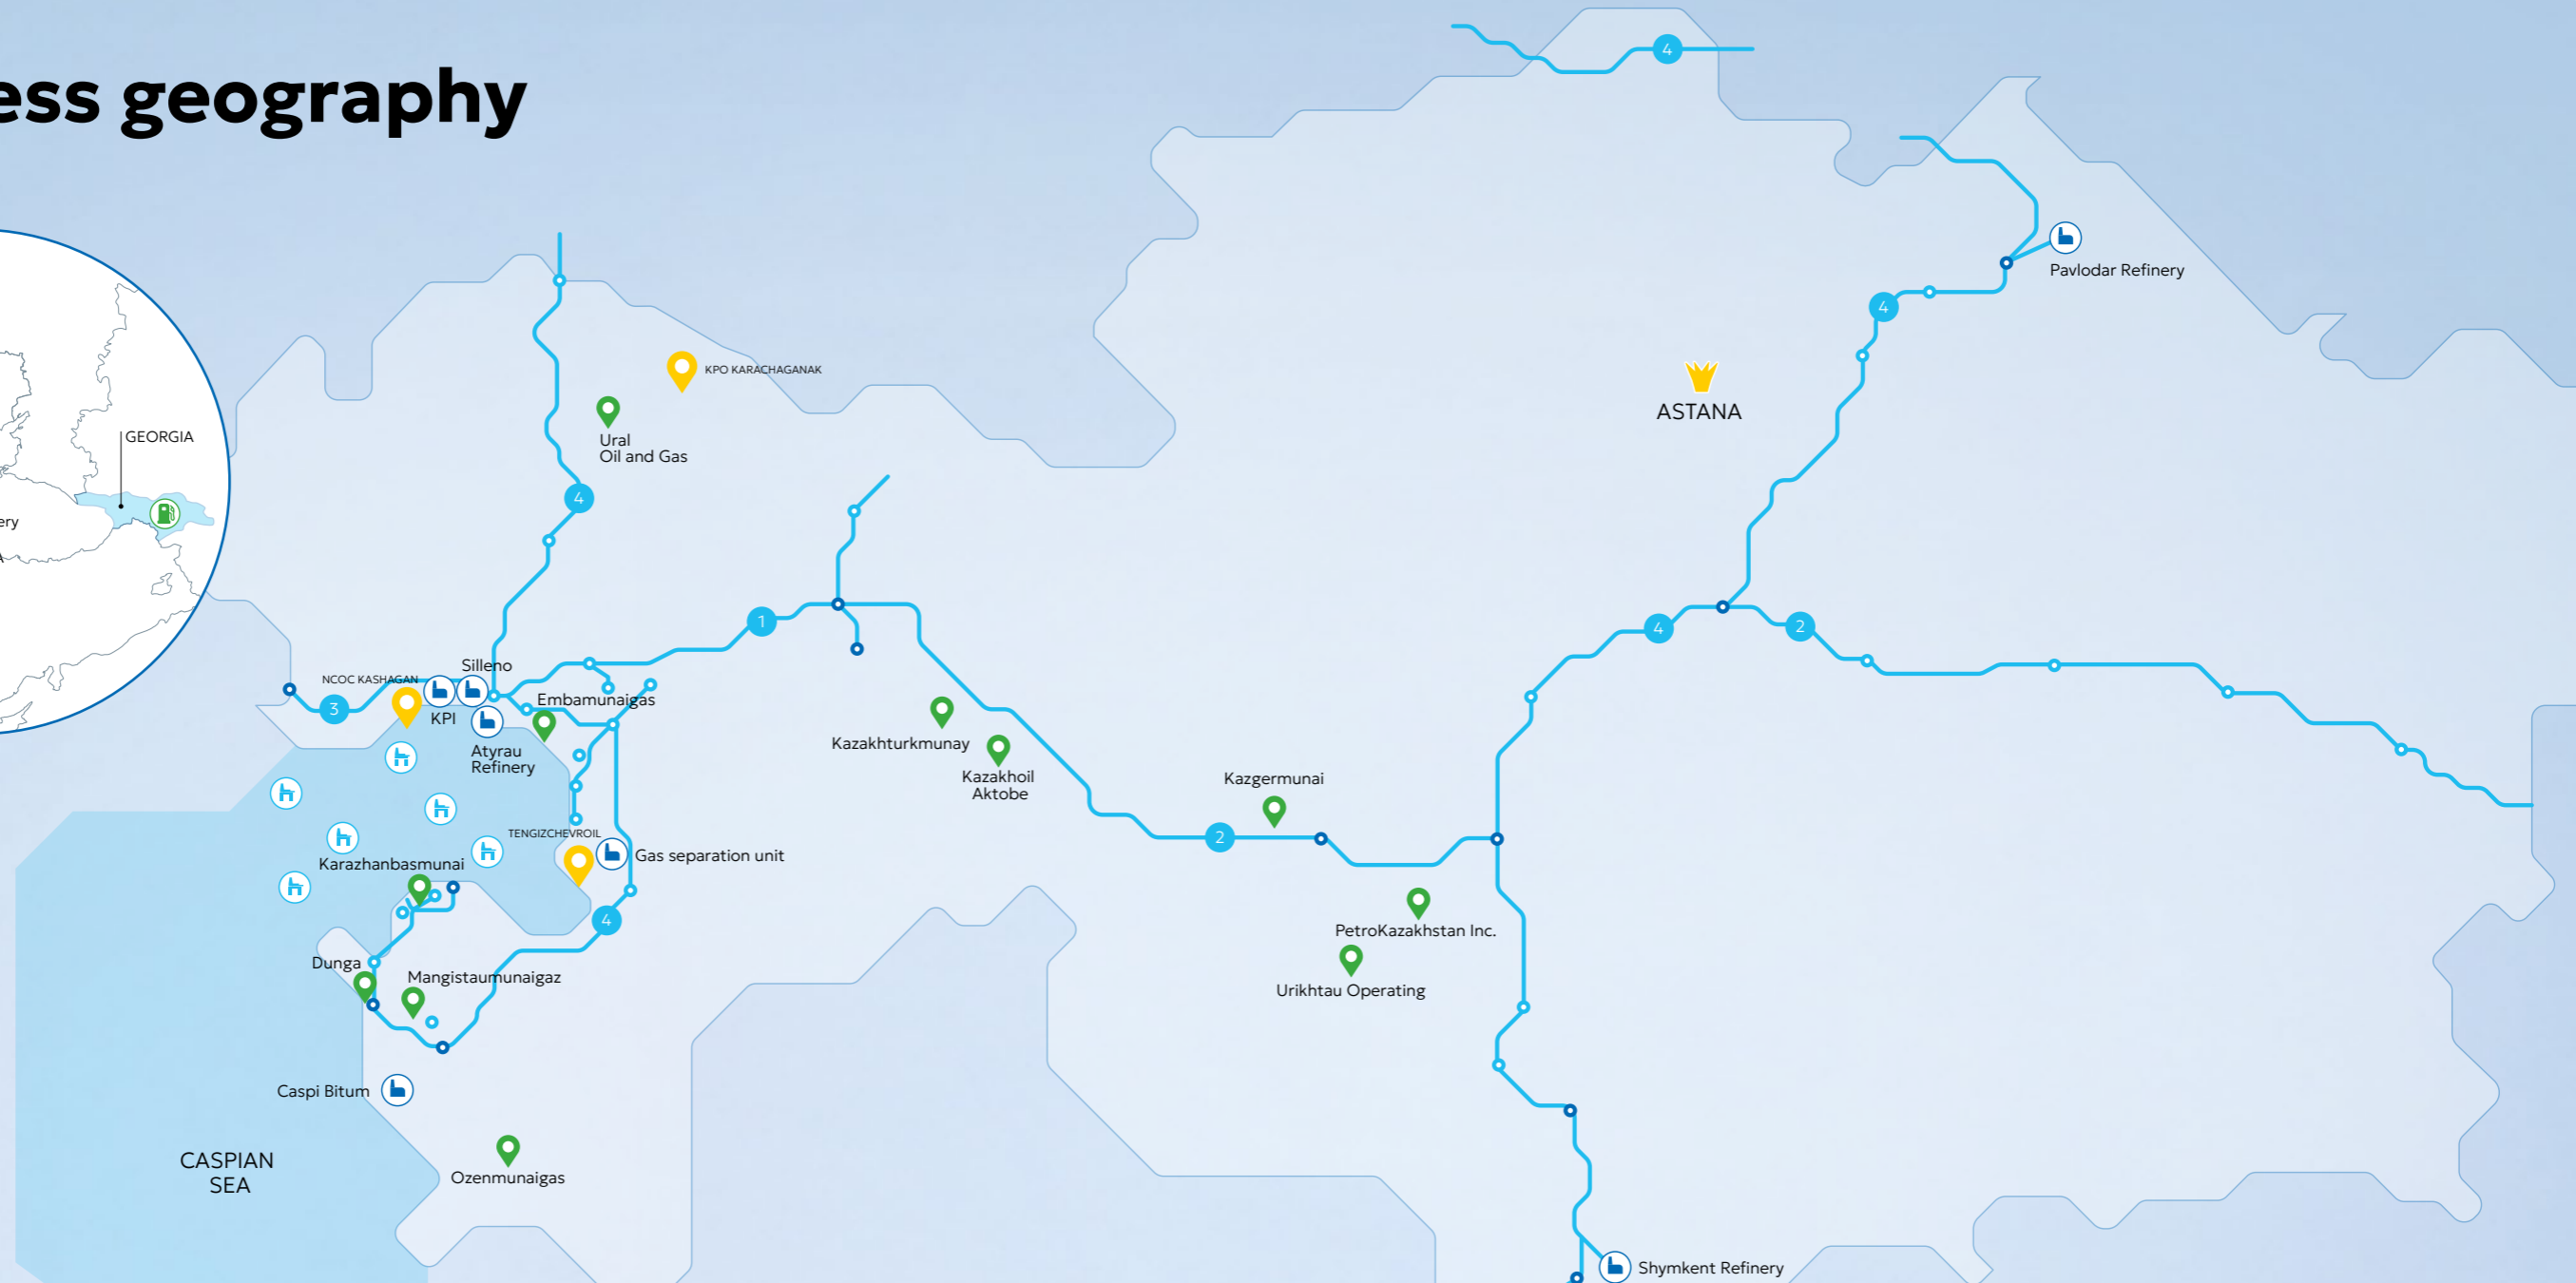 ess geography
GEORGIA
ery
A
4
4
Pavlodar Refinery
KPO KARACHAGANAK
ASTANA
Ural
Oil and Gas
4
4
1
4
2
Silleno
NCOC KASHAGAN
3
KPI
Embamunaigas
Atyrau
Refinery
Kazakhturkmunay
Kazakhoil
Aktobe
Kazgermunai
2
TENGIZCHEVROIL
Gas separation unit
Karazhanbasmunai
4
PetroKazakhstan Inc.
Dunga
Mangistaumunaigaz
Urikhtau Operating
Caspi Bitum
CASPIAN
SEA
Ozenmunaigas
Shymkent Refinery